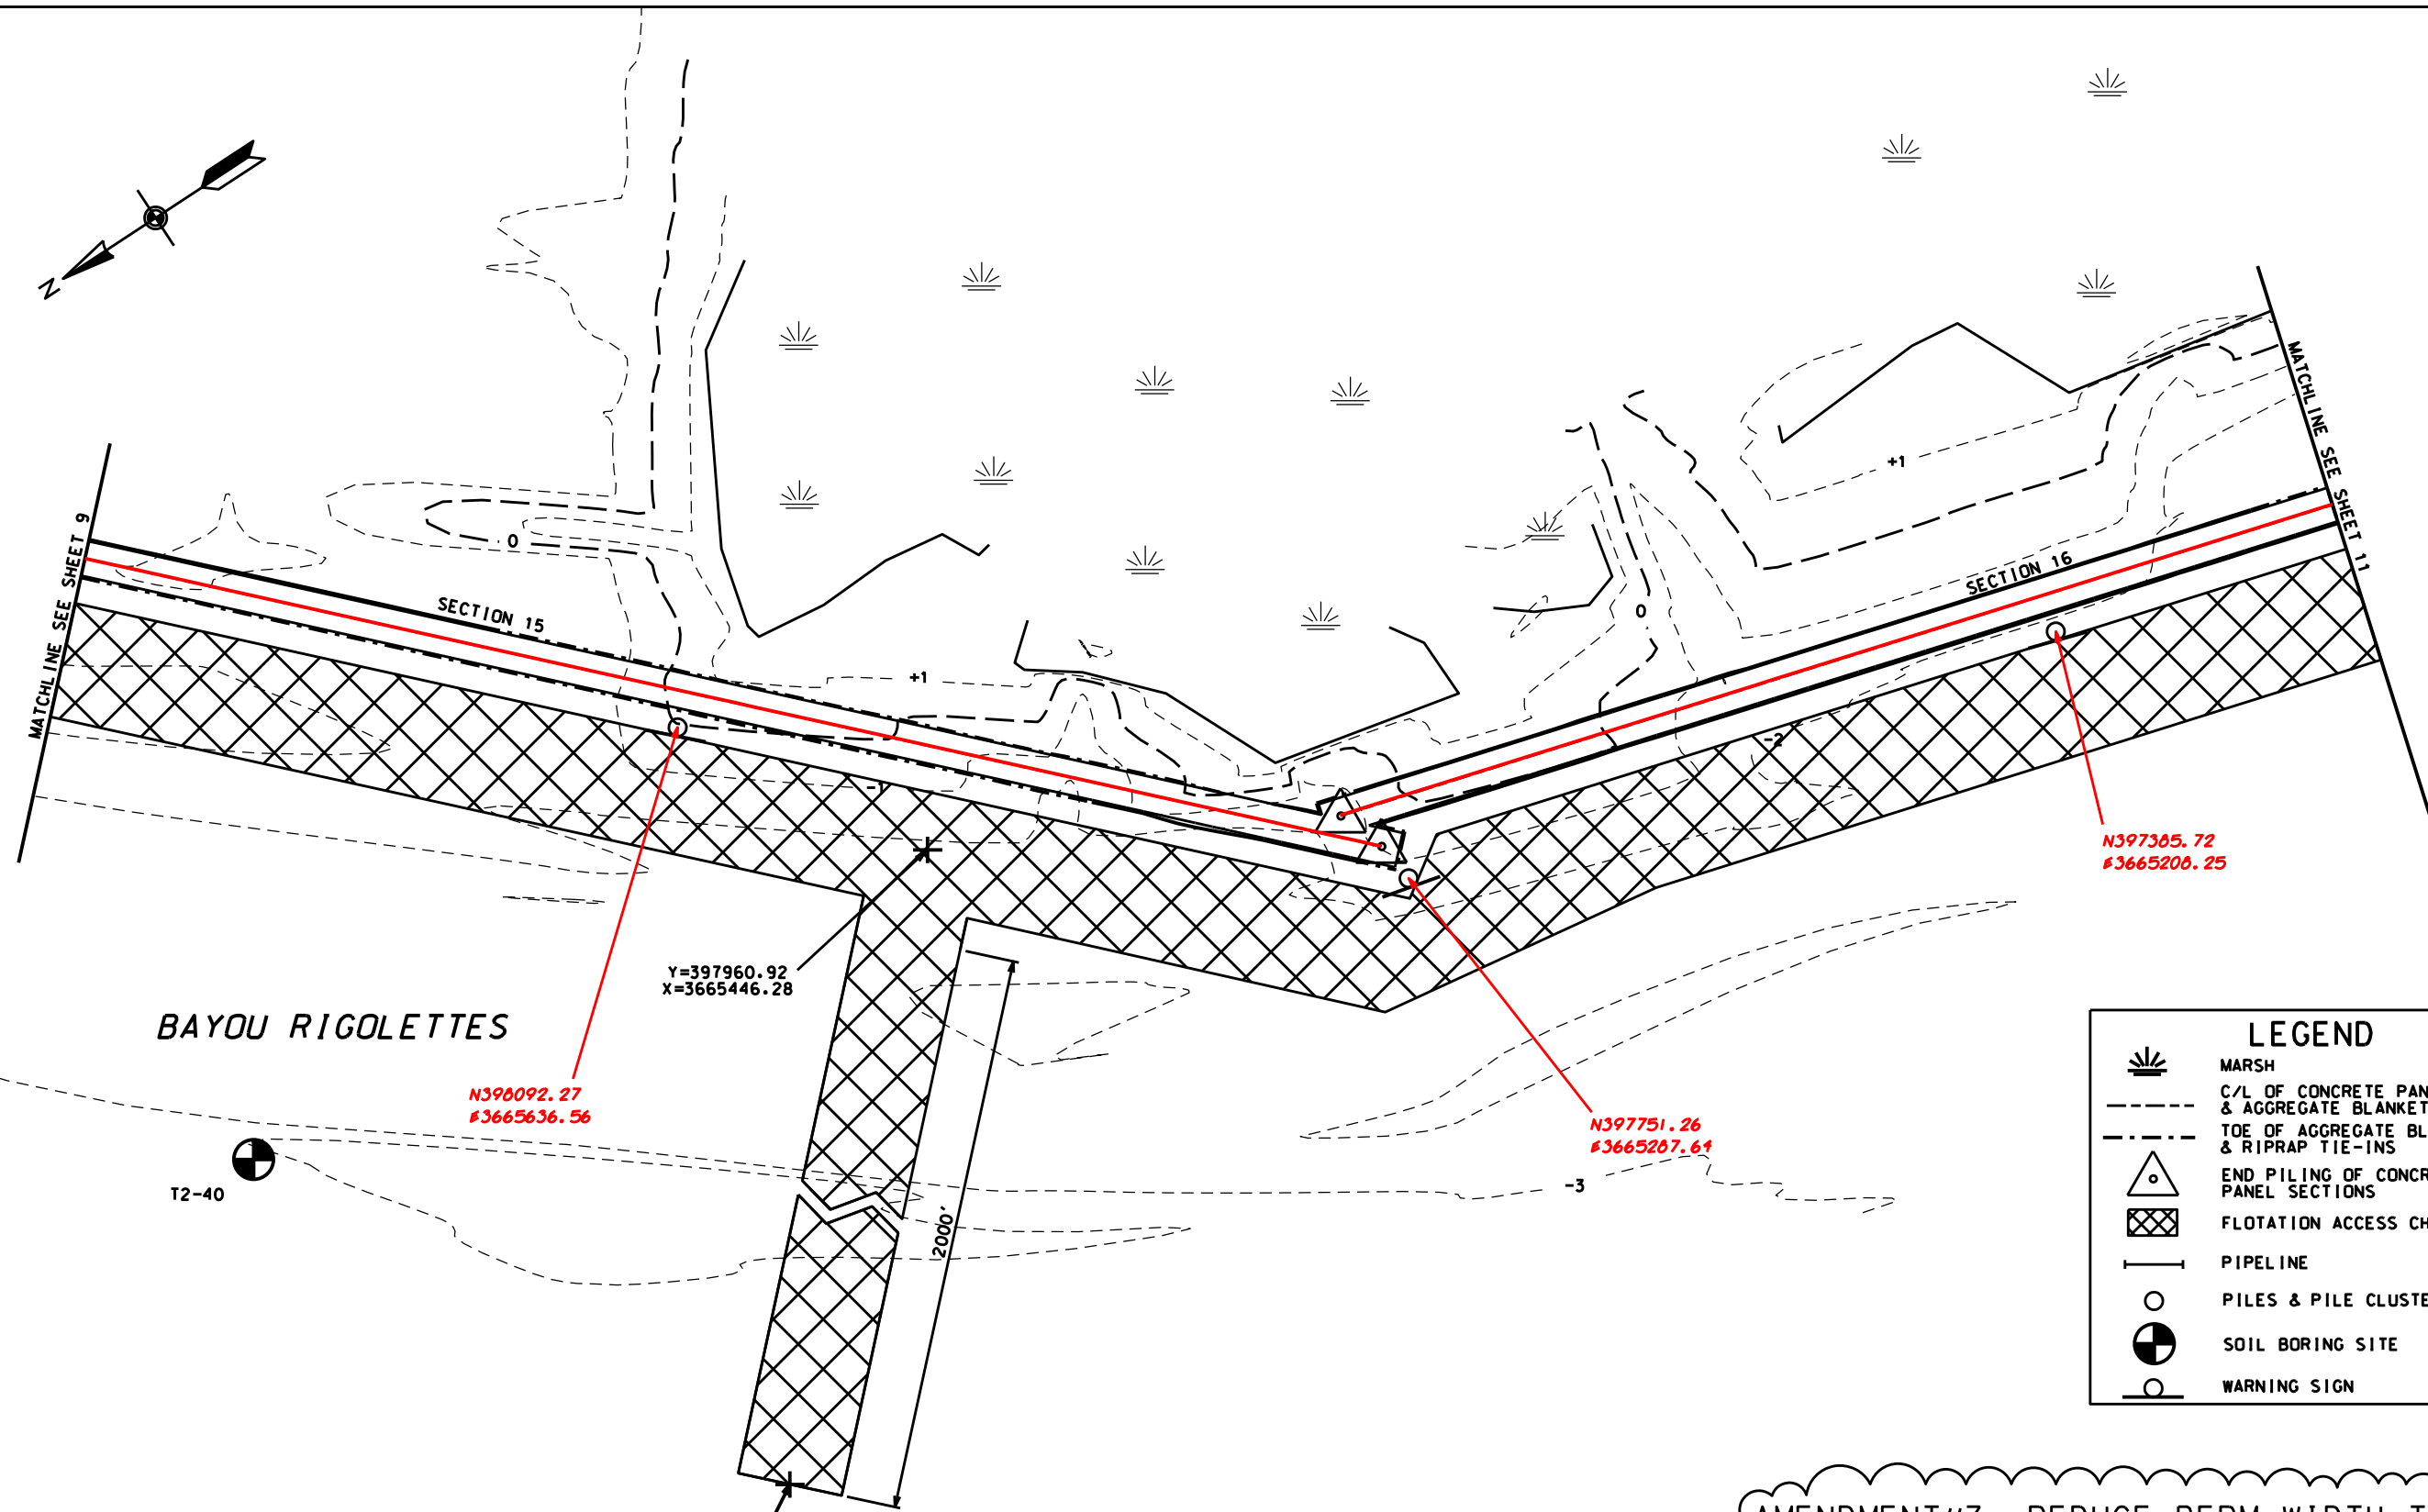 N
MATCHLINE SEE SHEET 9
SECTION 15
0
+1
-1
+1
0
-2
SECTION 16
MATCHLINE SEE SHEET 11
N397385.72
E3665208.25
Y=397960.92
X=3665446.28
BAYOU RIGOLETTES
N398092.27
E3665636.56
N397751.26
E3665287.64
T2-40
-3
2000'
LEGEND
MARSH
C/L OF CONCRETE PAN
& AGGREGATE BLANKET
TOE OF AGGREGATE BL
& RIPRAP TIE-INS
END PILING OF CONCR
PANEL SECTIONS
FLOTATION ACCESS CH
PIPELINE
PILES & PILE CLUSTE
SOIL BORING SITE
WARNING SIGN